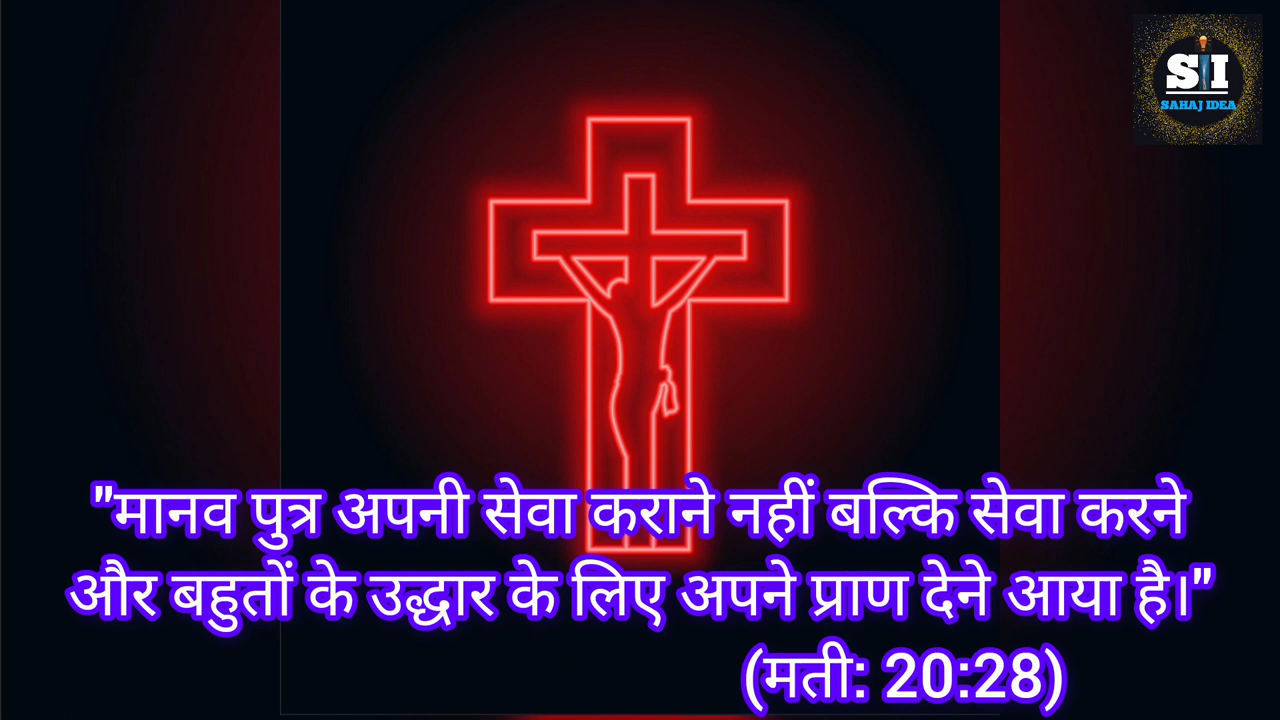 SI
SAHAJ IDEA
"मानव पुत्र अपनी सेवा कराने नहीं बल्कि सेवा करने
और बहुतों के उद्धार के लिए अपने प्राण देने आया है।"
(मती: 20:28)